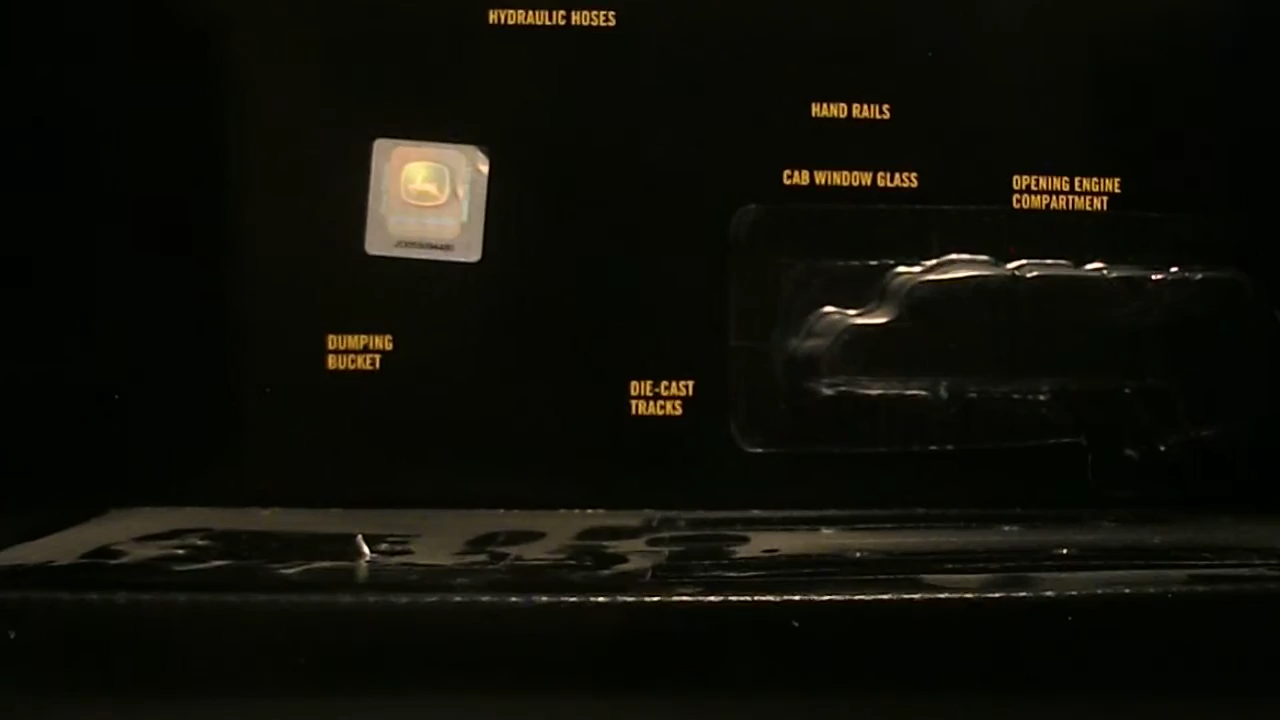 HYDRAULIC HOSES
HAND RAILS
CAB WINDOW GLASS
OPENING ENGINE
COMPARTMENT
DUMPING
BUCKET
DIE-CAST
TRACKS